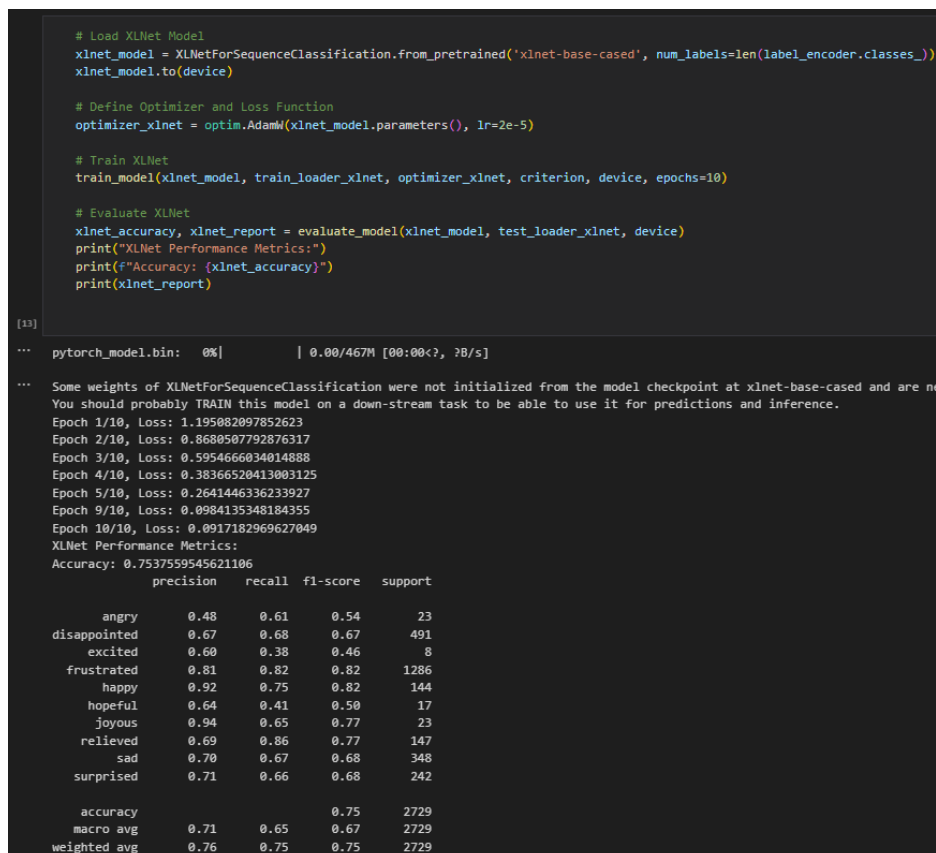 # Load XLNet Model
xlnet_model = XLNetForSequenceClassification.from_pretrained('xlnet-base-cased', num_labels=len(label_encoder.classes_))
xlnet_model.to(device)
# Define Optimizer and Loss Function
optimizer_xlnet = optim.AdamW(xlnet_model.parameters(), lr=2e-5)
# Train XLNet
train_model(xlnet_model, train_loader_xlnet, optimizer_xlnet, criterion, device, epochs=10)
# Evaluate XLNet
xlnet_accuracy, xlnet_report = evaluate_model(xlnet_model, test_loader_xlnet, device)
print("XLNet Performance Metrics:")
print(f"Accuracy: {xlnet_accuracy}")
print(xlnet_report)
[13]
... pytorch_model.bin:   0%|          | 0.00/467M [00:00<?, ?B/s]
... Some weights of XLNetForSequenceClassification were not initialized from the model checkpoint at xlnet-base-cased and are ne
You should probably TRAIN this model on a down-stream task to be able to use it for predictions and inference.
Epoch 1/10, Loss: 1.195082097852623
Epoch 2/10, Loss: 0.8680507792876317
Epoch 3/10, Loss: 0.5954666034014888
Epoch 4/10, Loss: 0.38366520413003125
Epoch 5/10, Loss: 0.2641446336233927
Epoch 9/10, Loss: 0.0984135348184355
Epoch 10/10, Loss: 0.0917182969627049
XLNet Performance Metrics:
Accuracy: 0.7537559545621106
precision    recall  f1-score   support
angry       0.48      0.61      0.54        23
disappointed       0.67      0.68      0.67       491
excited       0.60      0.38      0.46         8
frustrated       0.81      0.82      0.82      1286
happy       0.92      0.75      0.82       144
hopeful       0.64      0.41      0.50        17
joyous       0.94      0.65      0.77        23
relieved       0.69      0.86      0.77       147
sad       0.70      0.67      0.68       348
surprised       0.71      0.66      0.68       242
accuracy                           0.75      2729
macro avg       0.71      0.65      0.67      2729
weighted avg       0.76      0.75      0.75      2729